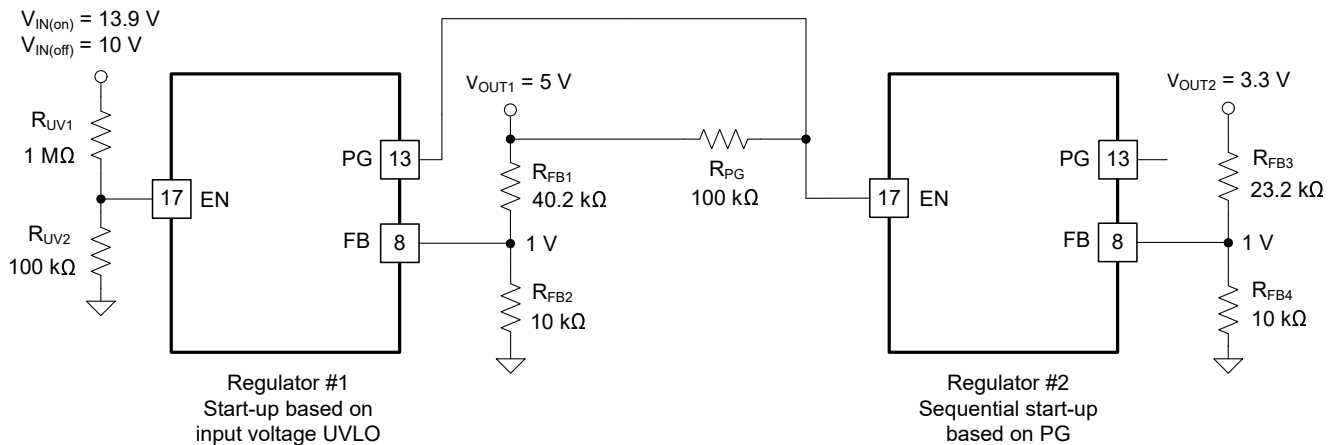 V_IN(on) = 13.9 V
V_IN(off) = 10 V
R_UV1
1 MΩ
R_UV2
100 kΩ
17
EN
PG
13
FB
8
V_OUT1 = 5 V
R_FB1
40.2 kΩ
1 V
R_FB2
10 kΩ
R_PG
100 kΩ
17
EN
PG
13
FB
8
V_OUT2 = 3.3 V
R_FB3
23.2 kΩ
1 V
R_FB4
10 kΩ
Regulator #1
Start-up based on
input voltage UVLO
Regulator #2
Sequential start-up
based on PG